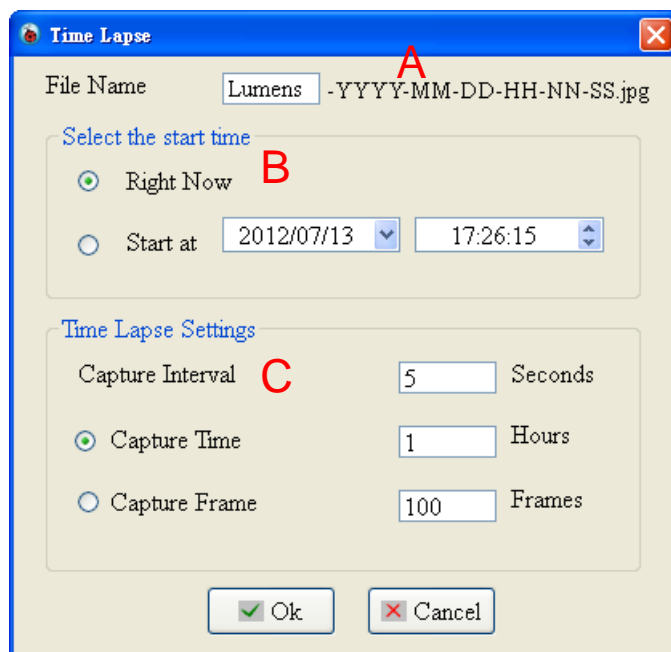 Time Lapse
A
File Name Lumens -YYYY-MM-DD-HH-NN-SS.jpg
Select the start time
B
Right Now
Start at 2012/07/13 17:26:15
Time Lapse Settings
Capture Interval C 5 Seconds
Capture Time 1 Hours
Capture Frame 100 Frames
Ok Cancel